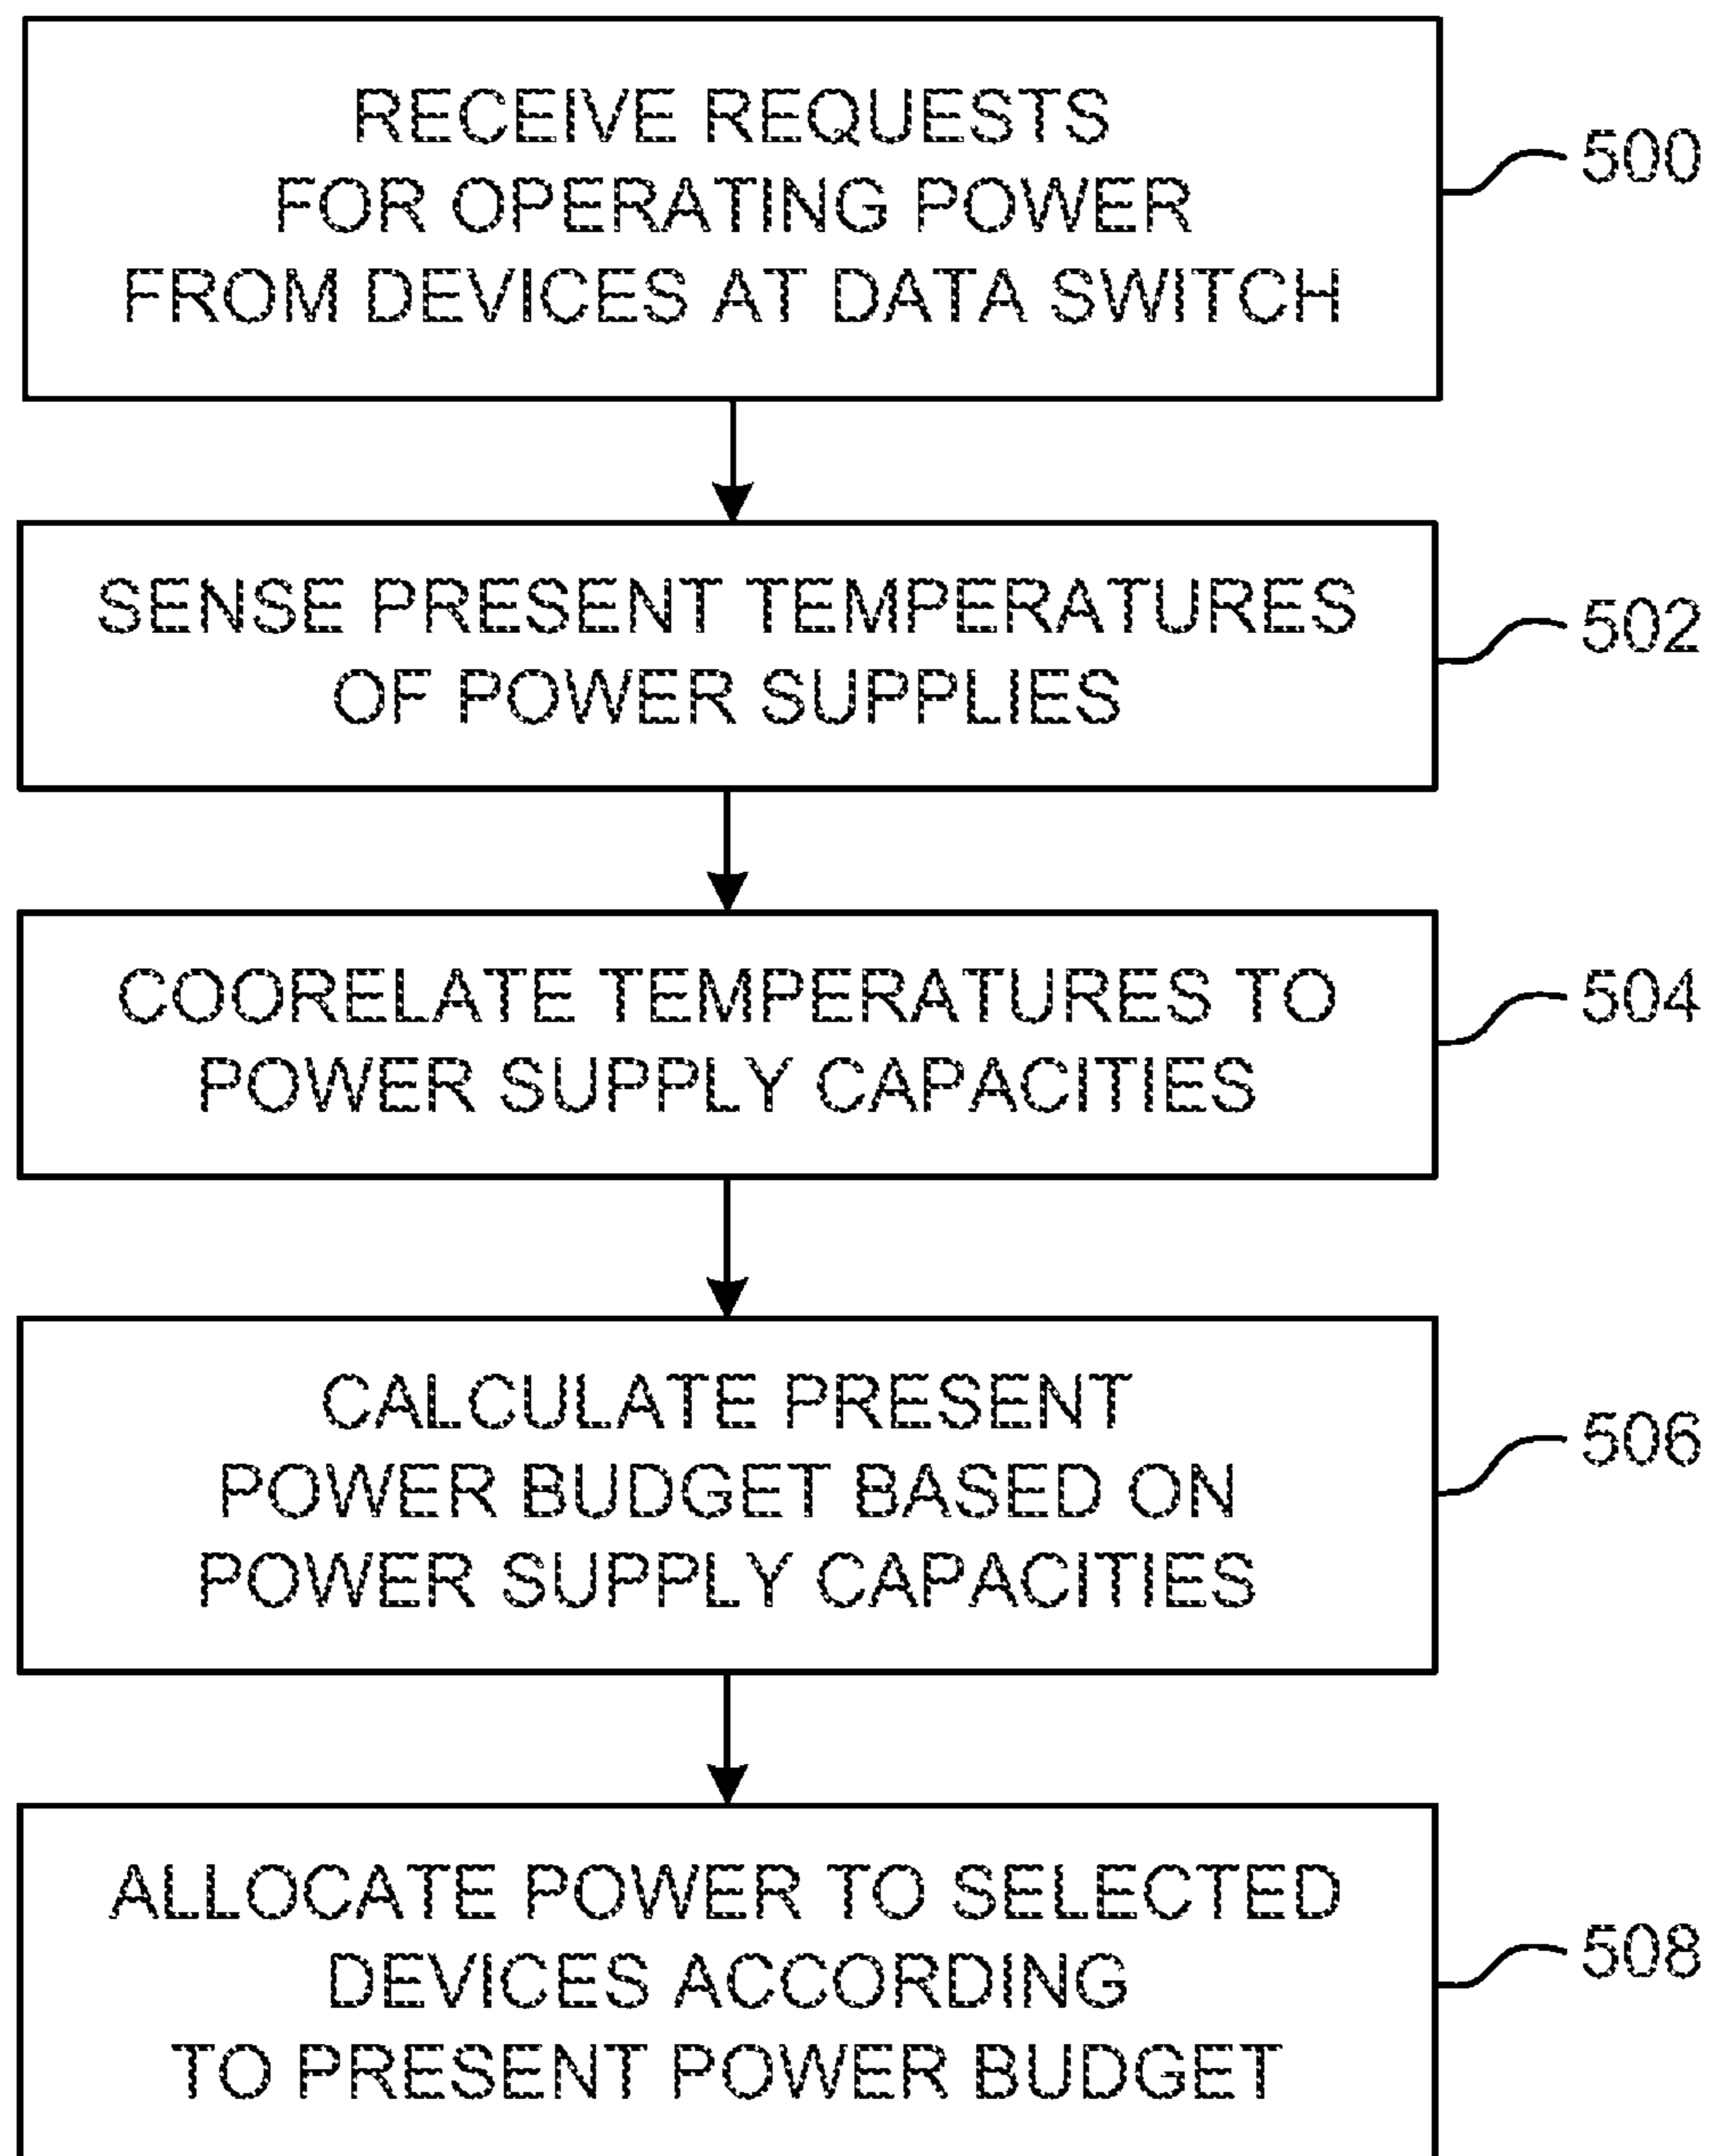 RECEIVE REQUESTS
FOR OPERATING POWER
FROM DEVICES AT DATA SWITCH
500
SENSE PRESENT TEMPERATURES
OF POWER SUPPLIES
502
COORELATE TEMPERATURES TO
POWER SUPPLY CAPACITIES
504
CALCULATE PRESENT
POWER BUDGET BASED ON
POWER SUPPLY CAPACITIES
506
ALLOCATE POWER TO SELECTED
DEVICES ACCORDING
TO PRESENT POWER BUDGET
508